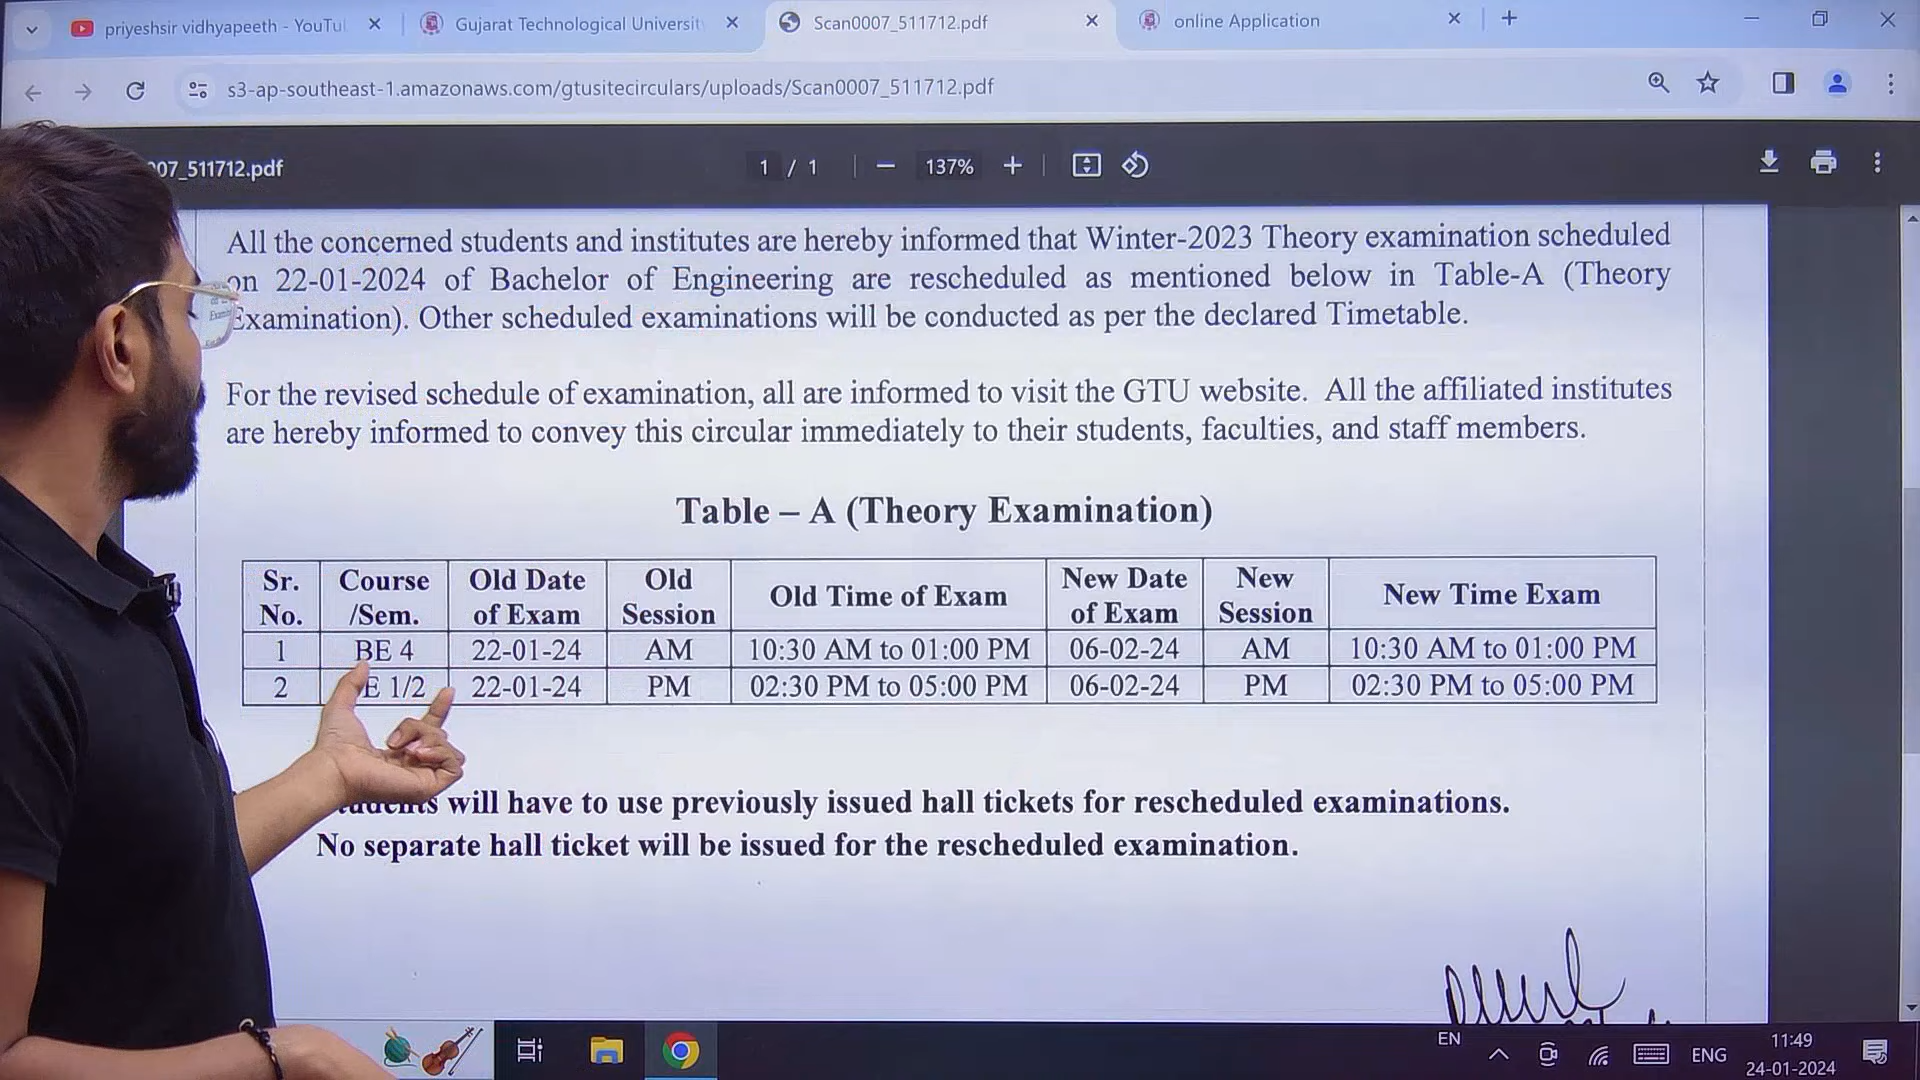 priyeshsir vidhyapeeth - YouTu
Gujarat Technological Universit
Scan0007_511712.pdf
online Application
s3-ap-southeast-1.amazonaws.com/gtusitecirculars/uploads/Scan0007_511712.pdf
07_511712.pdf
1 / 1
137%
All the concerned students and institutes are hereby informed that Winter-2023 Theory examination scheduled
on 22-01-2024 of Bachelor of Engineering are rescheduled as mentioned below in Table-A (Theory
Examination). Other scheduled examinations will be conducted as per the declared Timetable.
For the revised schedule of examination, all are informed to visit the GTU website. All the affiliated institutes
are hereby informed to convey this circular immediately to their students, faculties, and staff members.
Table – A (Theory Examination)
Sr. No. Course /Sem. Old Date of Exam Old Session Old Time of Exam New Date of Exam New Session New Time Exam
1 BE 4 22-01-24 AM 10:30 AM to 01:00 PM 06-02-24 AM 10:30 AM to 01:00 PM
2 E 1/2 22-01-24 PM 02:30 PM to 05:00 PM 06-02-24 PM 02:30 PM to 05:00 PM
students will have to use previously issued hall tickets for rescheduled examinations.
No separate hall ticket will be issued for the rescheduled examination.
EN
ENG
11:49
24-01-2024